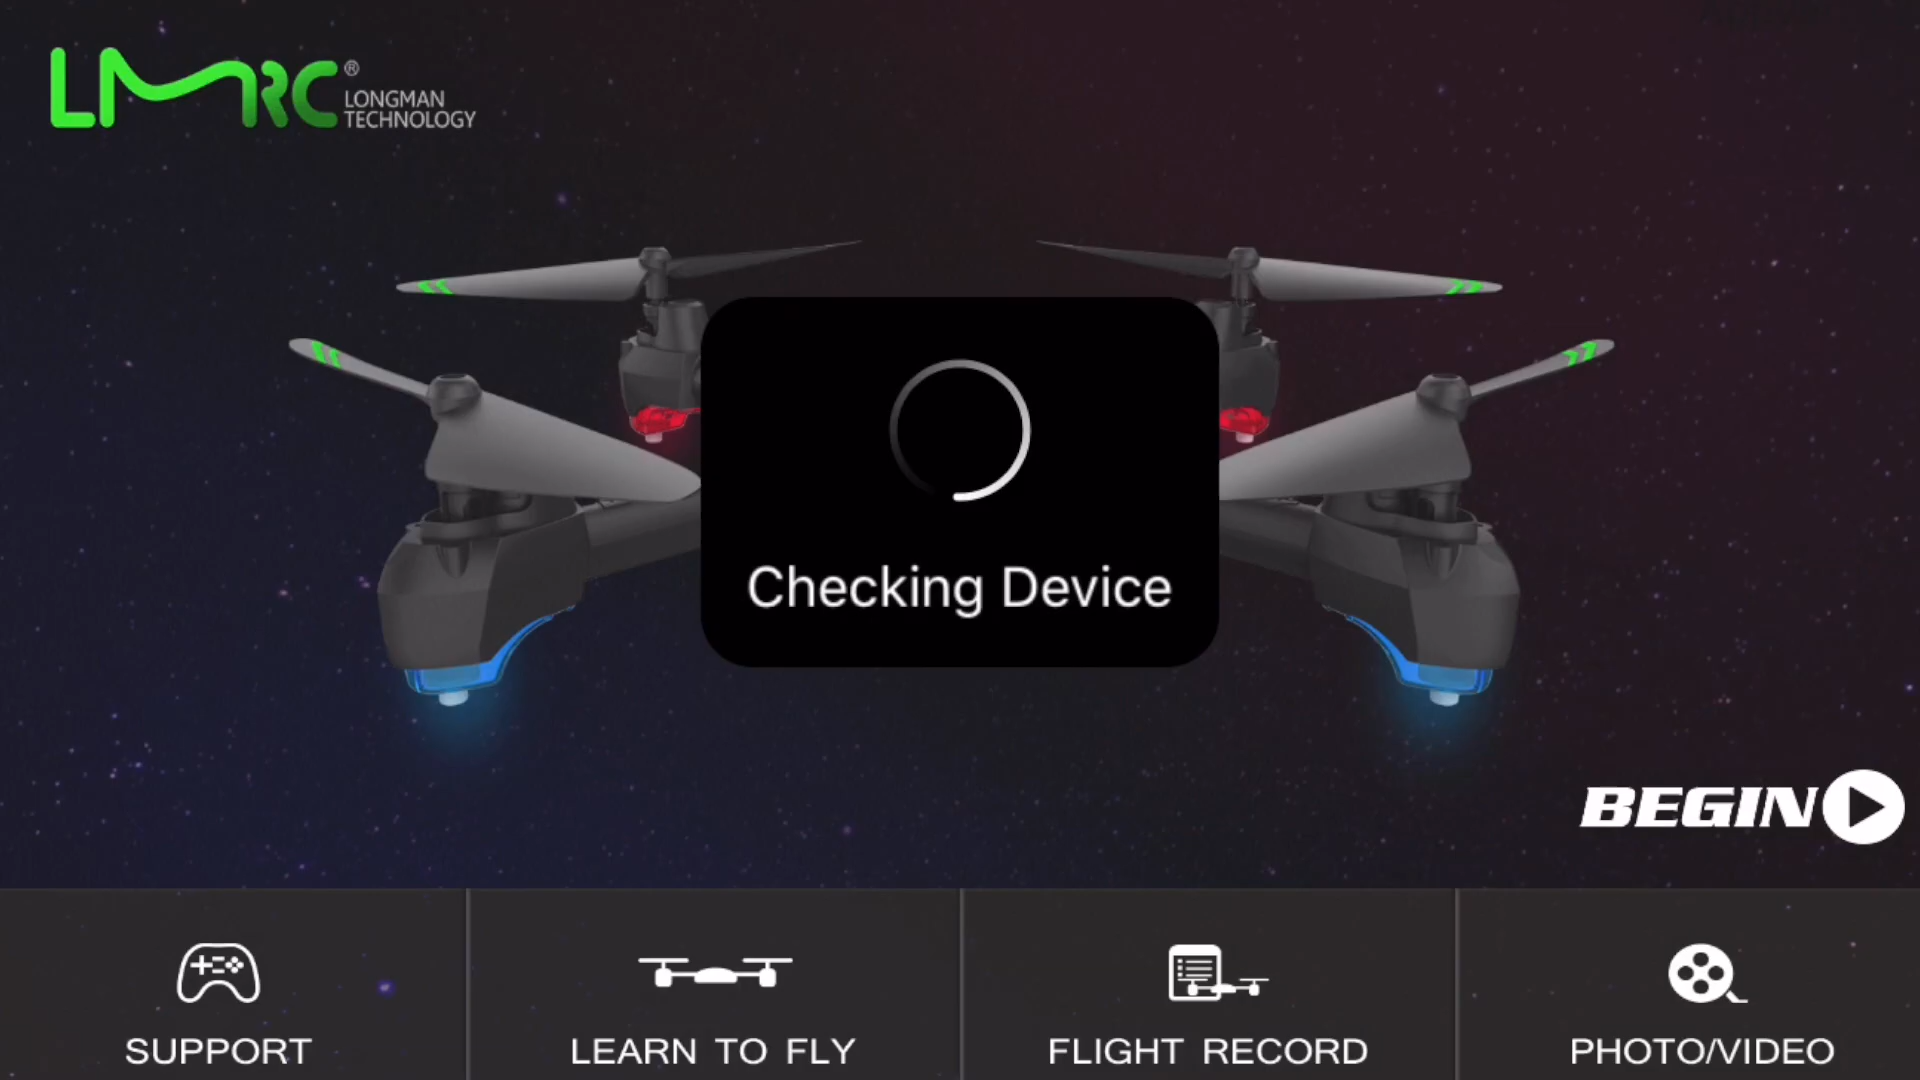 LMRC®
LONGMAN
TECHNOLOGY
Checking Device
BEGIN
SUPPORT
LEARN TO FLY
FLIGHT RECORD
PHOTO/VIDEO